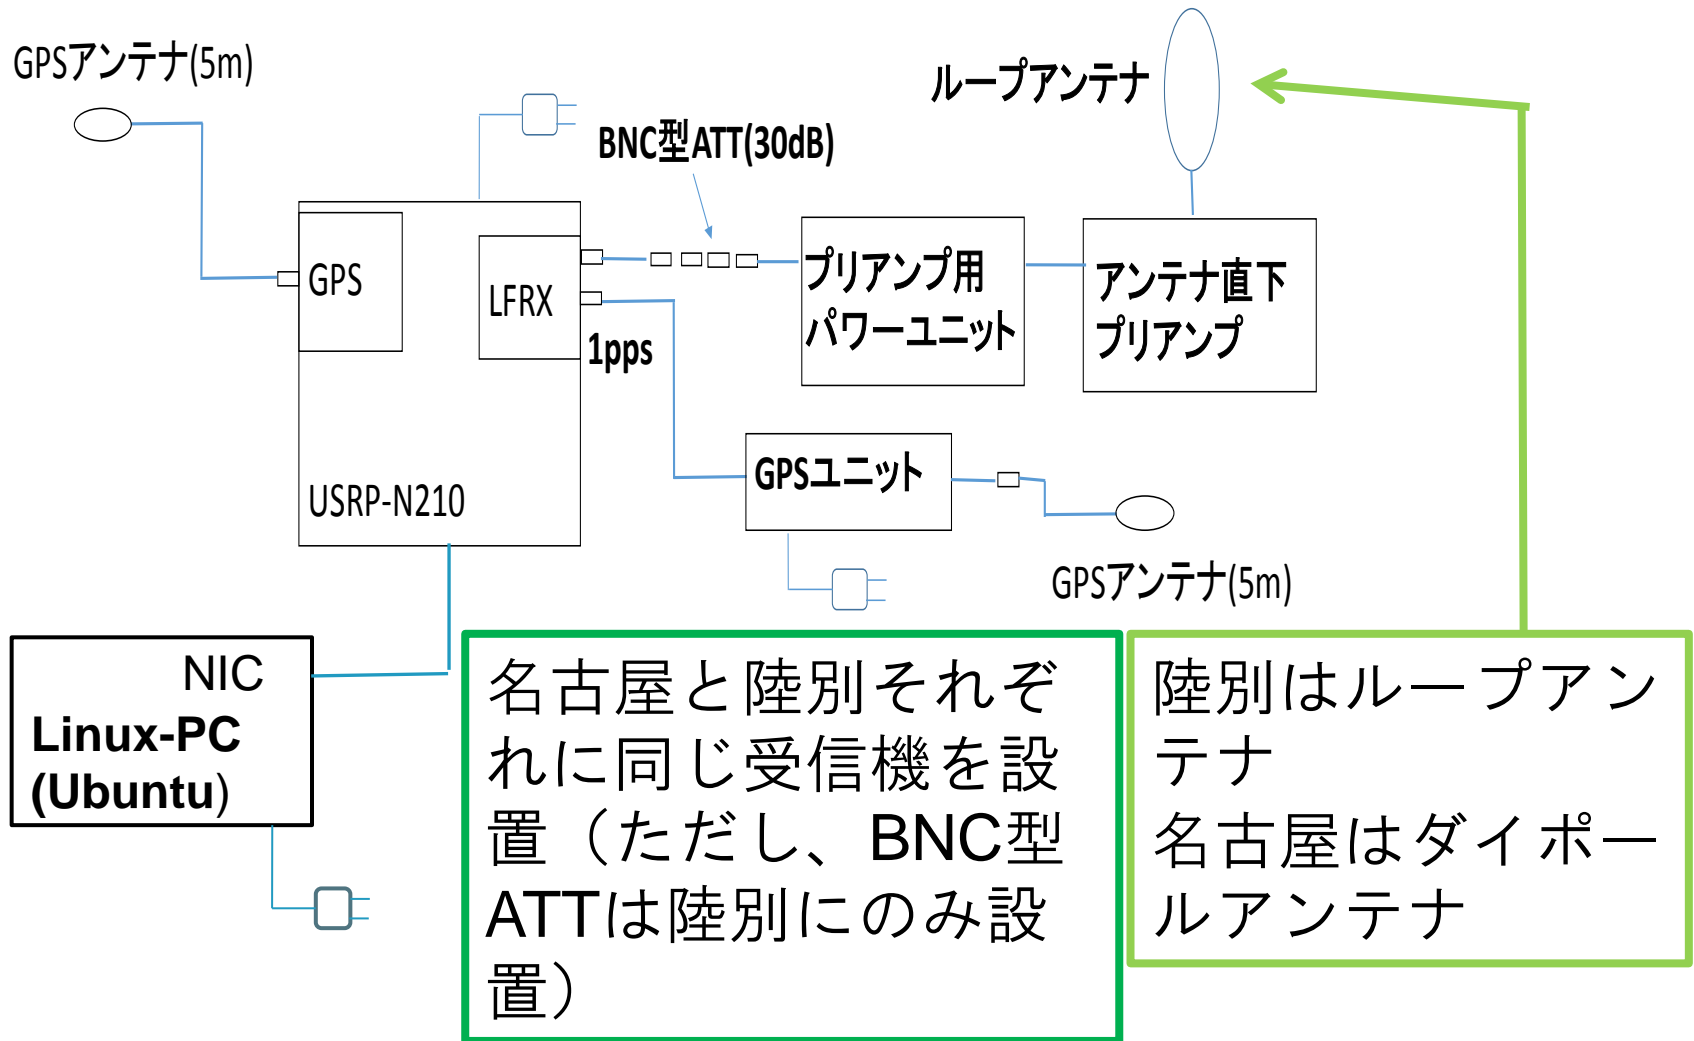 GPSアンテナ(5m)
ループアンテナ
BNC型ATT(30dB)
GPS
LFRX
プリアンプ用
パワーユニット
アンテナ直下
プリアンプ
1pps
GPSユニット
USRP-N210
GPSアンテナ(5m)
NIC
Linux-PC
(Ubuntu)
名古屋と陸別それぞ
れに同じ受信機を設
置（ただし、BNC型
ATTは陸別にのみ設
置）
陸別はループアン
テナ
名古屋はダイポー
ルアンテナ